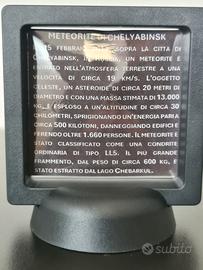 METEORITE DI CHELYABINSK
15 FEBBRAIO SOPRA LA CITTÀ DI
CHELYABINSK, IN RUSSIA, UN METEORITE È
ENTRATO NELL'ATMOSFERA TERRESTRE A UNA
VELOCITÀ DI CIRCA 19 KM/S. L'OGGETTO
CELESTE, UN ASTEROIDE DI CIRCA 20 METRI DI
DIAMETRO E CON UNA MASSA STIMATA DI 13.000
È ESPLOSO A UN'ALTITUDINE DI CIRCA 30
CHILOMETRI, SPRIGIONANDO UN'ENERGIA PARI A
CIRCA 500 KILOTONI, DANNEGGIANDO EDIFICI E
FERENDO OLTRE 1.660 PERSONE. IL METEORITE È
STATO CLASSIFICATO COME UNA CONDRITE
ORDINARIA DI TIPO LL5. IL PIÙ GRANDE
FRAMMENTO, DAL PESO DI CIRCA 600 KG, È
STATO ESTRATTO DAL LAGO CHEBARKUL.
subito